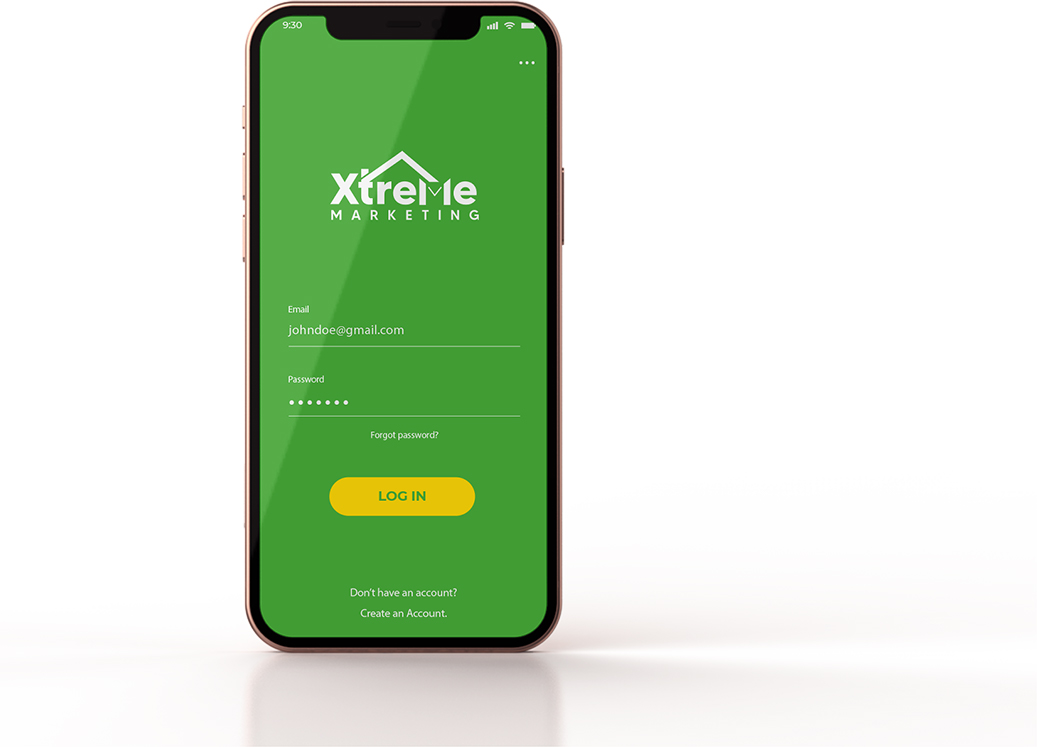 9:30
Xtreme
MARKETING
Email
johndoe@gmail.com
Password
Forgot password?
LOG IN
Don't have an account?
Create an Account.